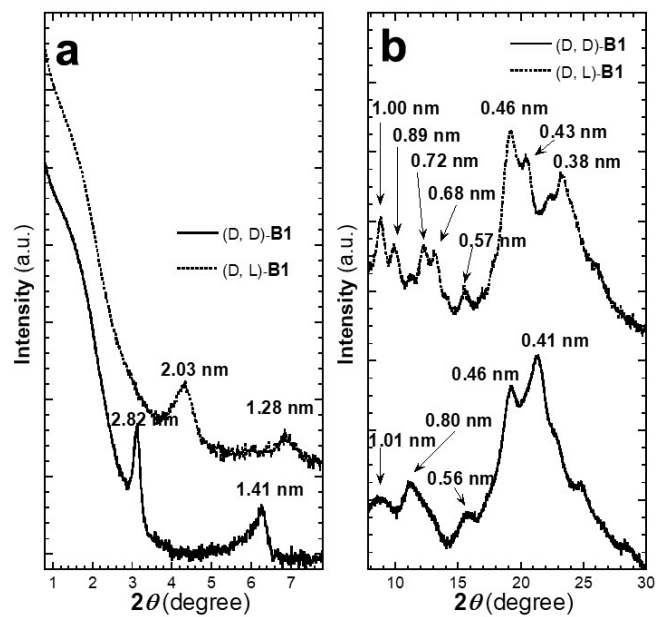 a
(D, D)-B1
(D, L)-B1
2.03 nm
1.28 nm
2.82 nm
1.41 nm
Intensity (a.u.)
1 2 3 4 5 6 7
2θ (degree)
b
(D, D)-B1
(D, L)-B1
1.00 nm
0.89 nm
0.72 nm
0.68 nm
0.57 nm
0.46 nm
0.43 nm
0.38 nm
0.41 nm
0.46 nm
1.01 nm
0.80 nm
0.56 nm
Intensity (a.u.)
10 15 20 25 30
2θ (degree)